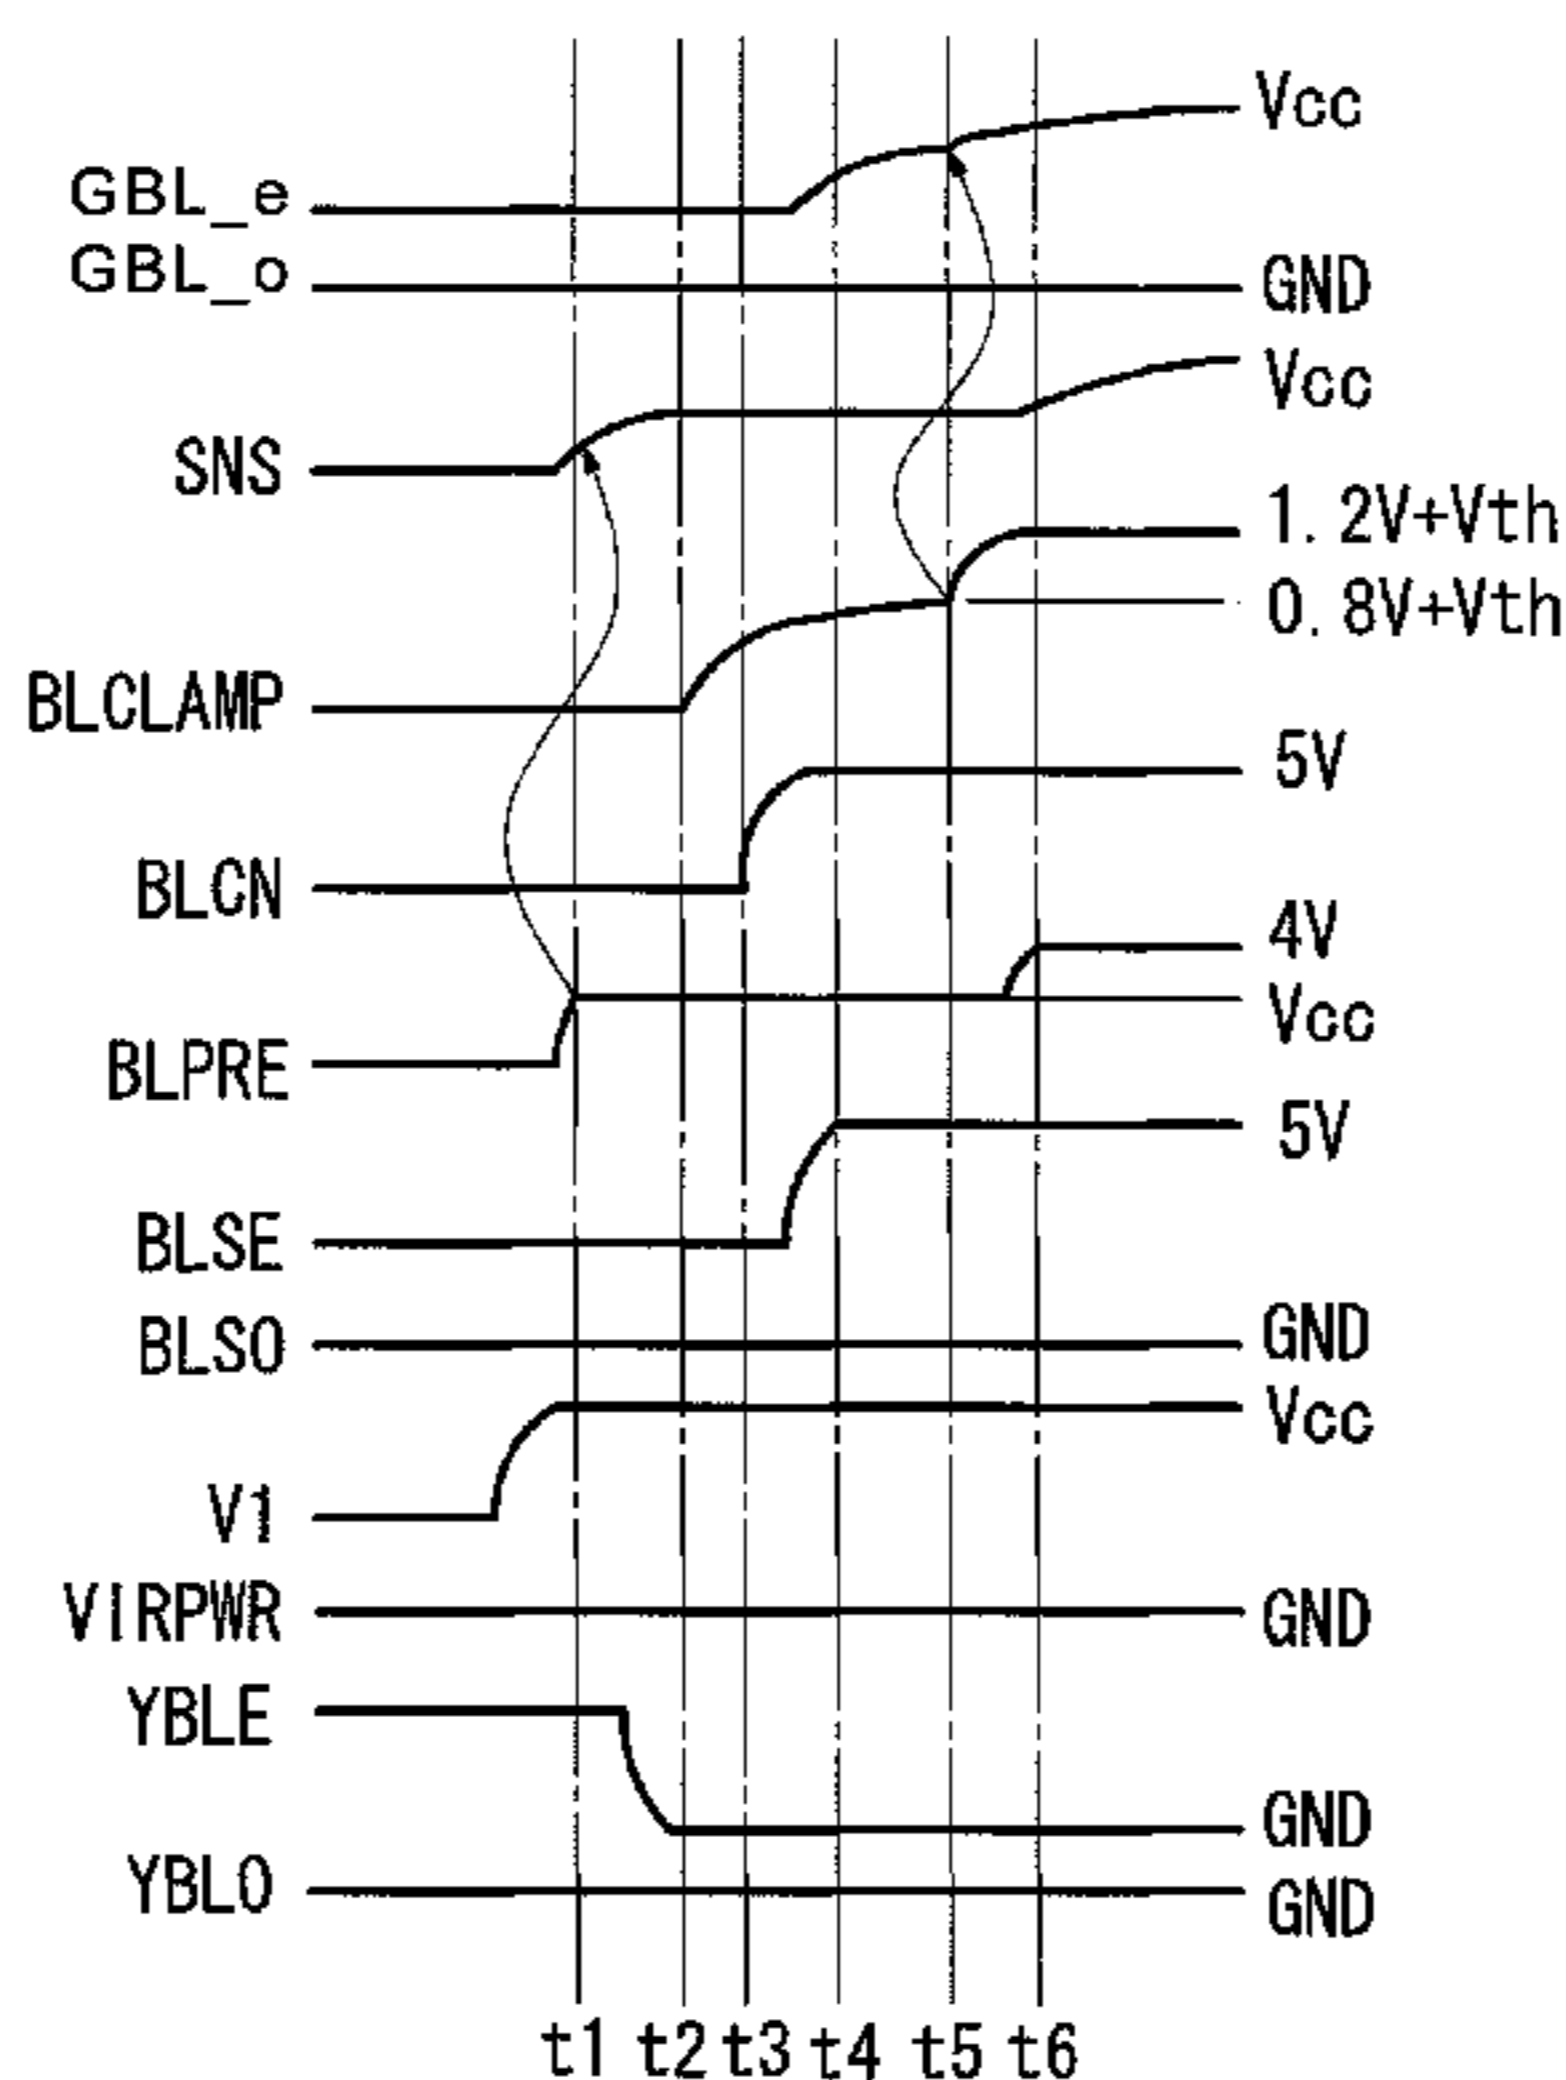 Vcc
GBL_e
GBL_o
GND
Vcc
SNS
1.2V+Vth
0.8V+Vth
BLCLAMP
5V
BLCN
4V
Vcc
BLPRE
5V
BLSE
BLSO
GND
Vcc
V1
VIRPWR
GND
YBLE
GND
YBLO
GND
t1 t2 t3 t4 t5 t6